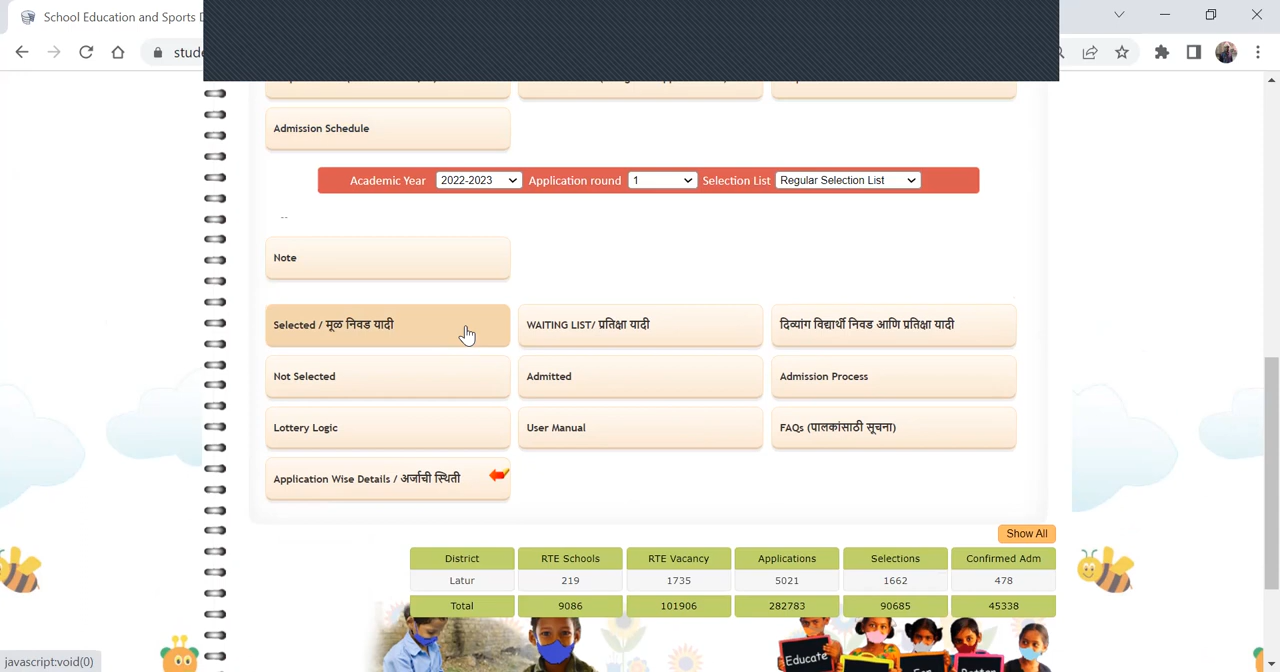 School Education and Sports D
stude
Admission Schedule
Academic Year 2022-2023 Application round 1 Selection List Regular Selection List
--
Note
Selected / मूळ निवड यादी
WAITING LIST/ प्रतिक्षा यादी
दिव्यांग विद्यार्थी निवड आणि प्रतिक्षा यादी
Not Selected
Admitted
Admission Process
Lottery Logic
User Manual
FAQs (पालकांसाठी सूचना)
Application Wise Details / अर्जाची स्थिती
Show All
District RTE Schools RTE Vacancy Applications Selections Confirmed Adm
Latur 219 1735 5021 1662 478
Total 9086 101906 282783 90685 45338
Educate
For
javascript:void(0)